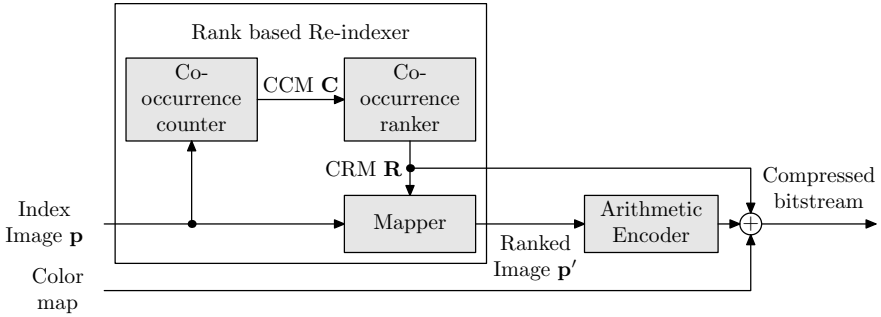 Rank based Re-indexer
Co-
occurrence
counter
CCM C
Co-
occurrence
ranker
CRM R
Index
Image p
Mapper
Ranked
Image p′
Arithmetic
Encoder
+
Compressed
bitstream
Color
map